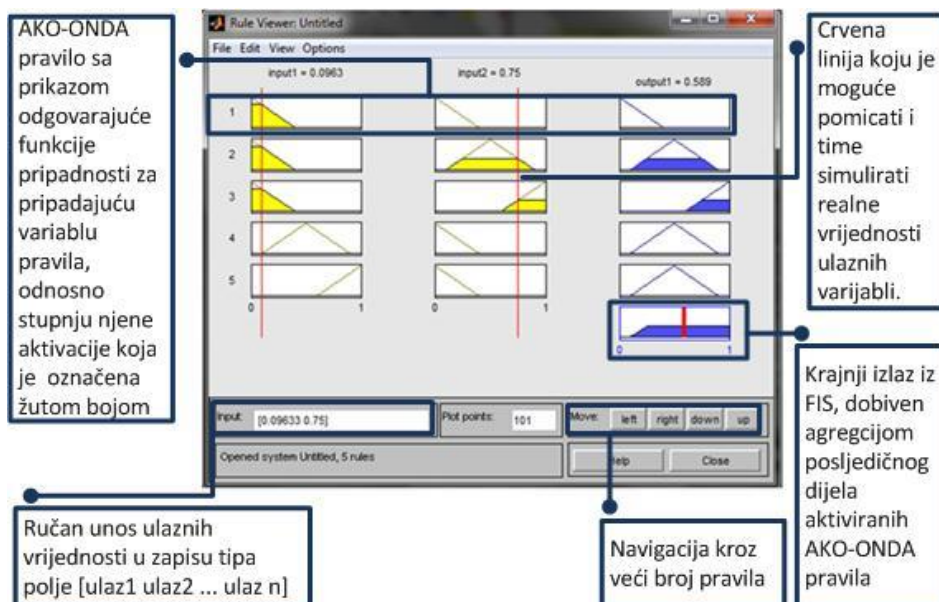 AKO-ONDA
pravilo sa
prikazom
odgovarajuće
funkcije
pripadnosti za
pripadajuću
variablu
pravila,
odnosno
stupnju njene
aktivacije koja
je označena
žutom bojom
Rule Viewer: Untitled
File Edit View Options
input1 = 0.0963
input2 = 0.75
output1 = 0.589
1
2
3
4
5
0 1
0 1
0 1
Input: [0.09633 0.75]
Plot points: 101
Move: left right down up
Opened system Untitled, 5 rules
Help Close
Crvena
linija koju je
moguće
pomicati i
time
simulirati
realne
vrijednosti
ulaznih
varijabli.
Krajnji izlaz iz
FIS, dobiven
agregcijom
posljedičnog
dijela
aktiviranih
AKO-ONDA
pravila
Ručan unos ulaznih
vrijednosti u zapisu tipa
polje [ulaz1 ulaz2 ... ulaz n]
Navigacija kroz
veći broj pravila